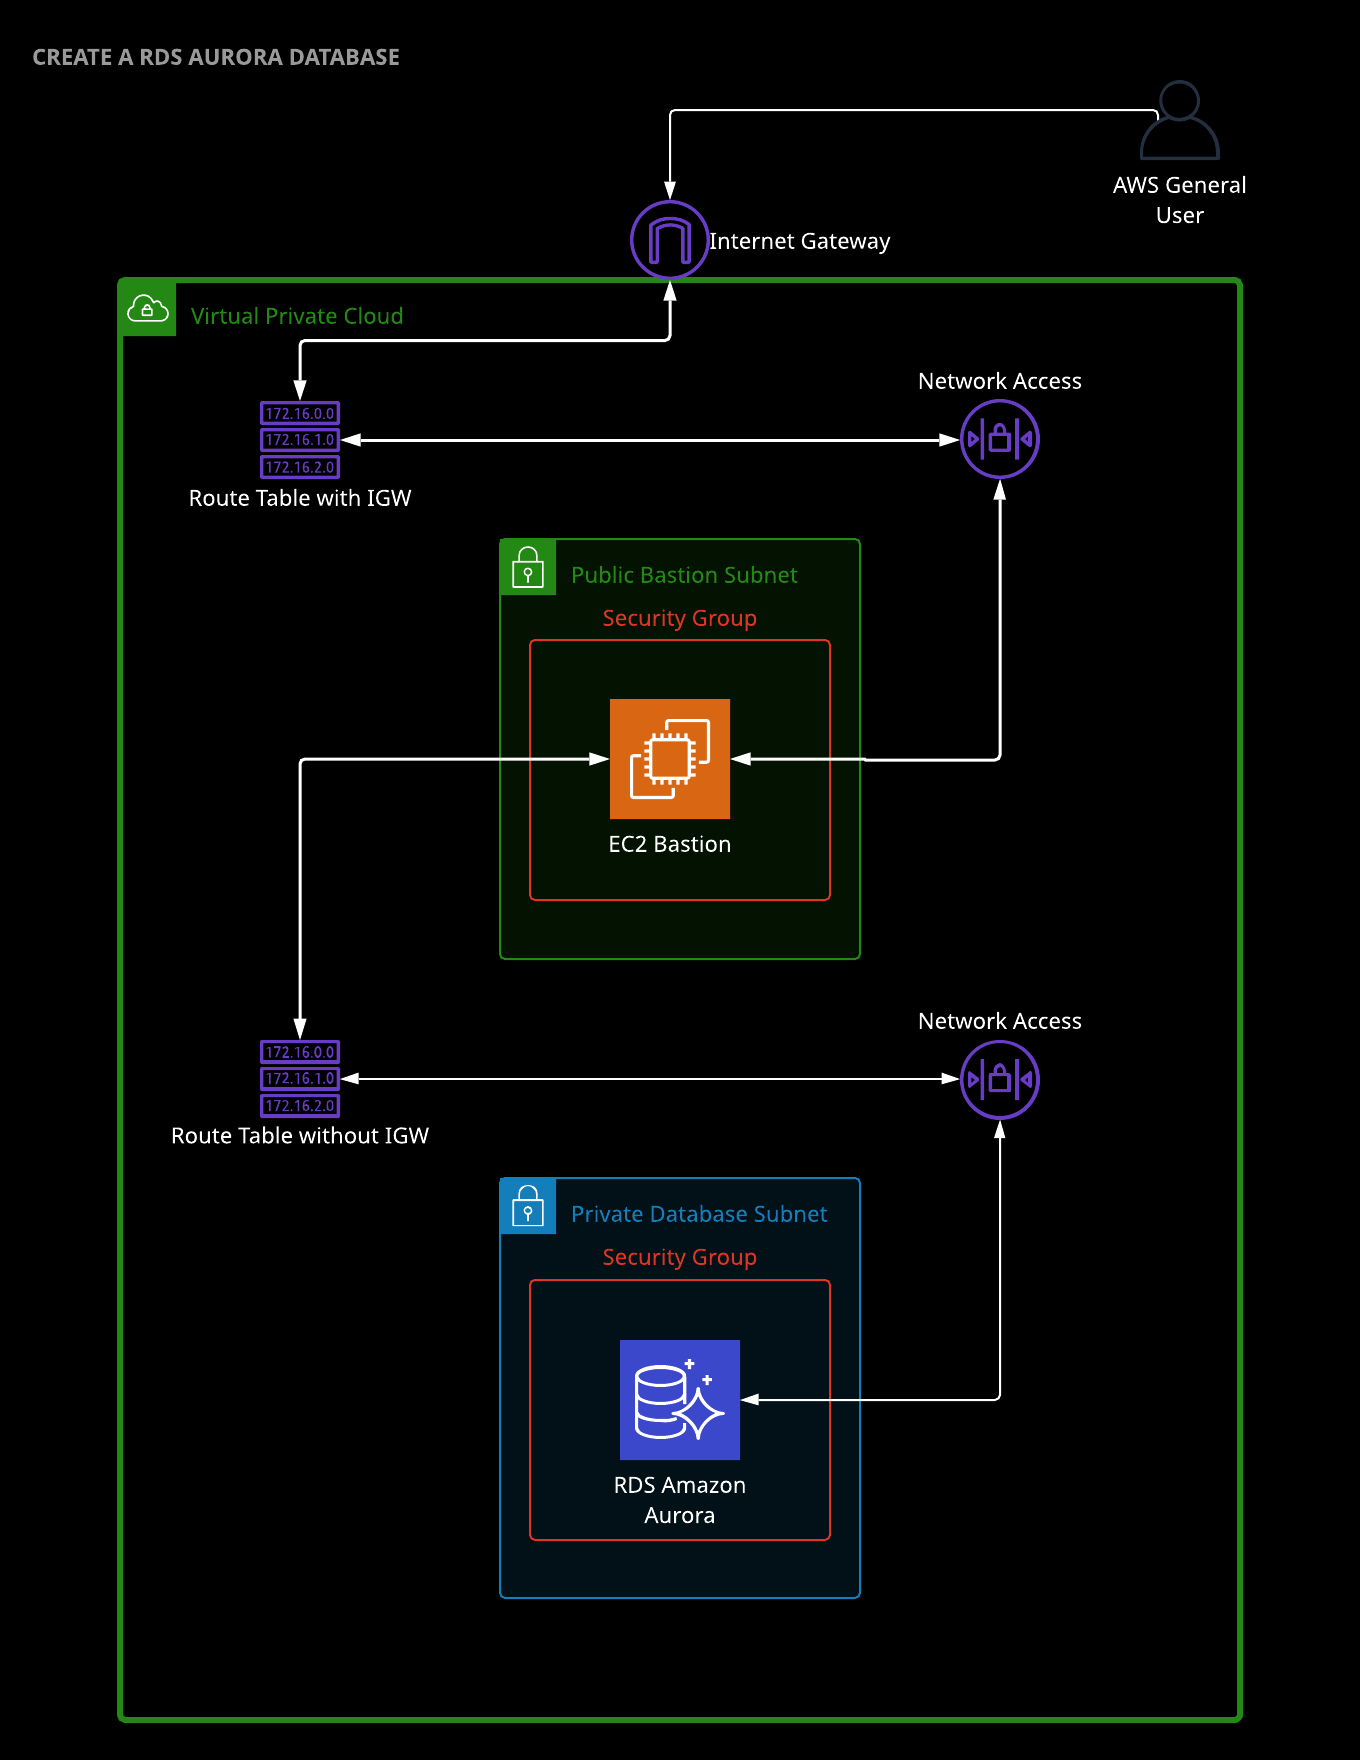 CREATE A RDS AURORA DATABASE
AWS General
User
Internet Gateway
Virtual Private Cloud
Network Access
172.16.0.0
172.16.1.0
172.16.2.0
Route Table with IGW
Public Bastion Subnet
Security Group
EC2 Bastion
Network Access
172.16.0.0
172.16.1.0
172.16.2.0
Route Table without IGW
Private Database Subnet
Security Group
RDS Amazon
Aurora